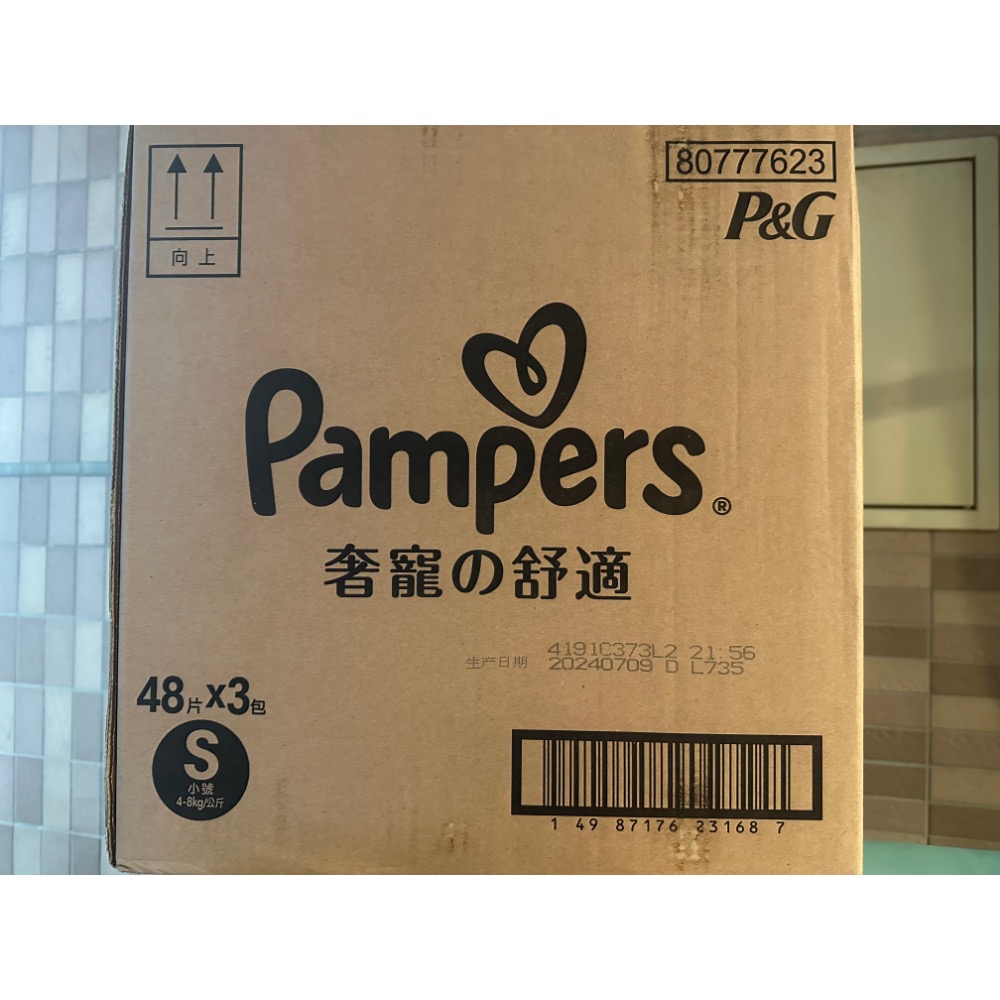 向上
80777623
P&G
Pampers®
奢寵の舒適
生产日期
4191C373L2 21:56
20240709 D L735
48片x3包
S
小號
4-8kg/公斤
1 49 87176 23168 7